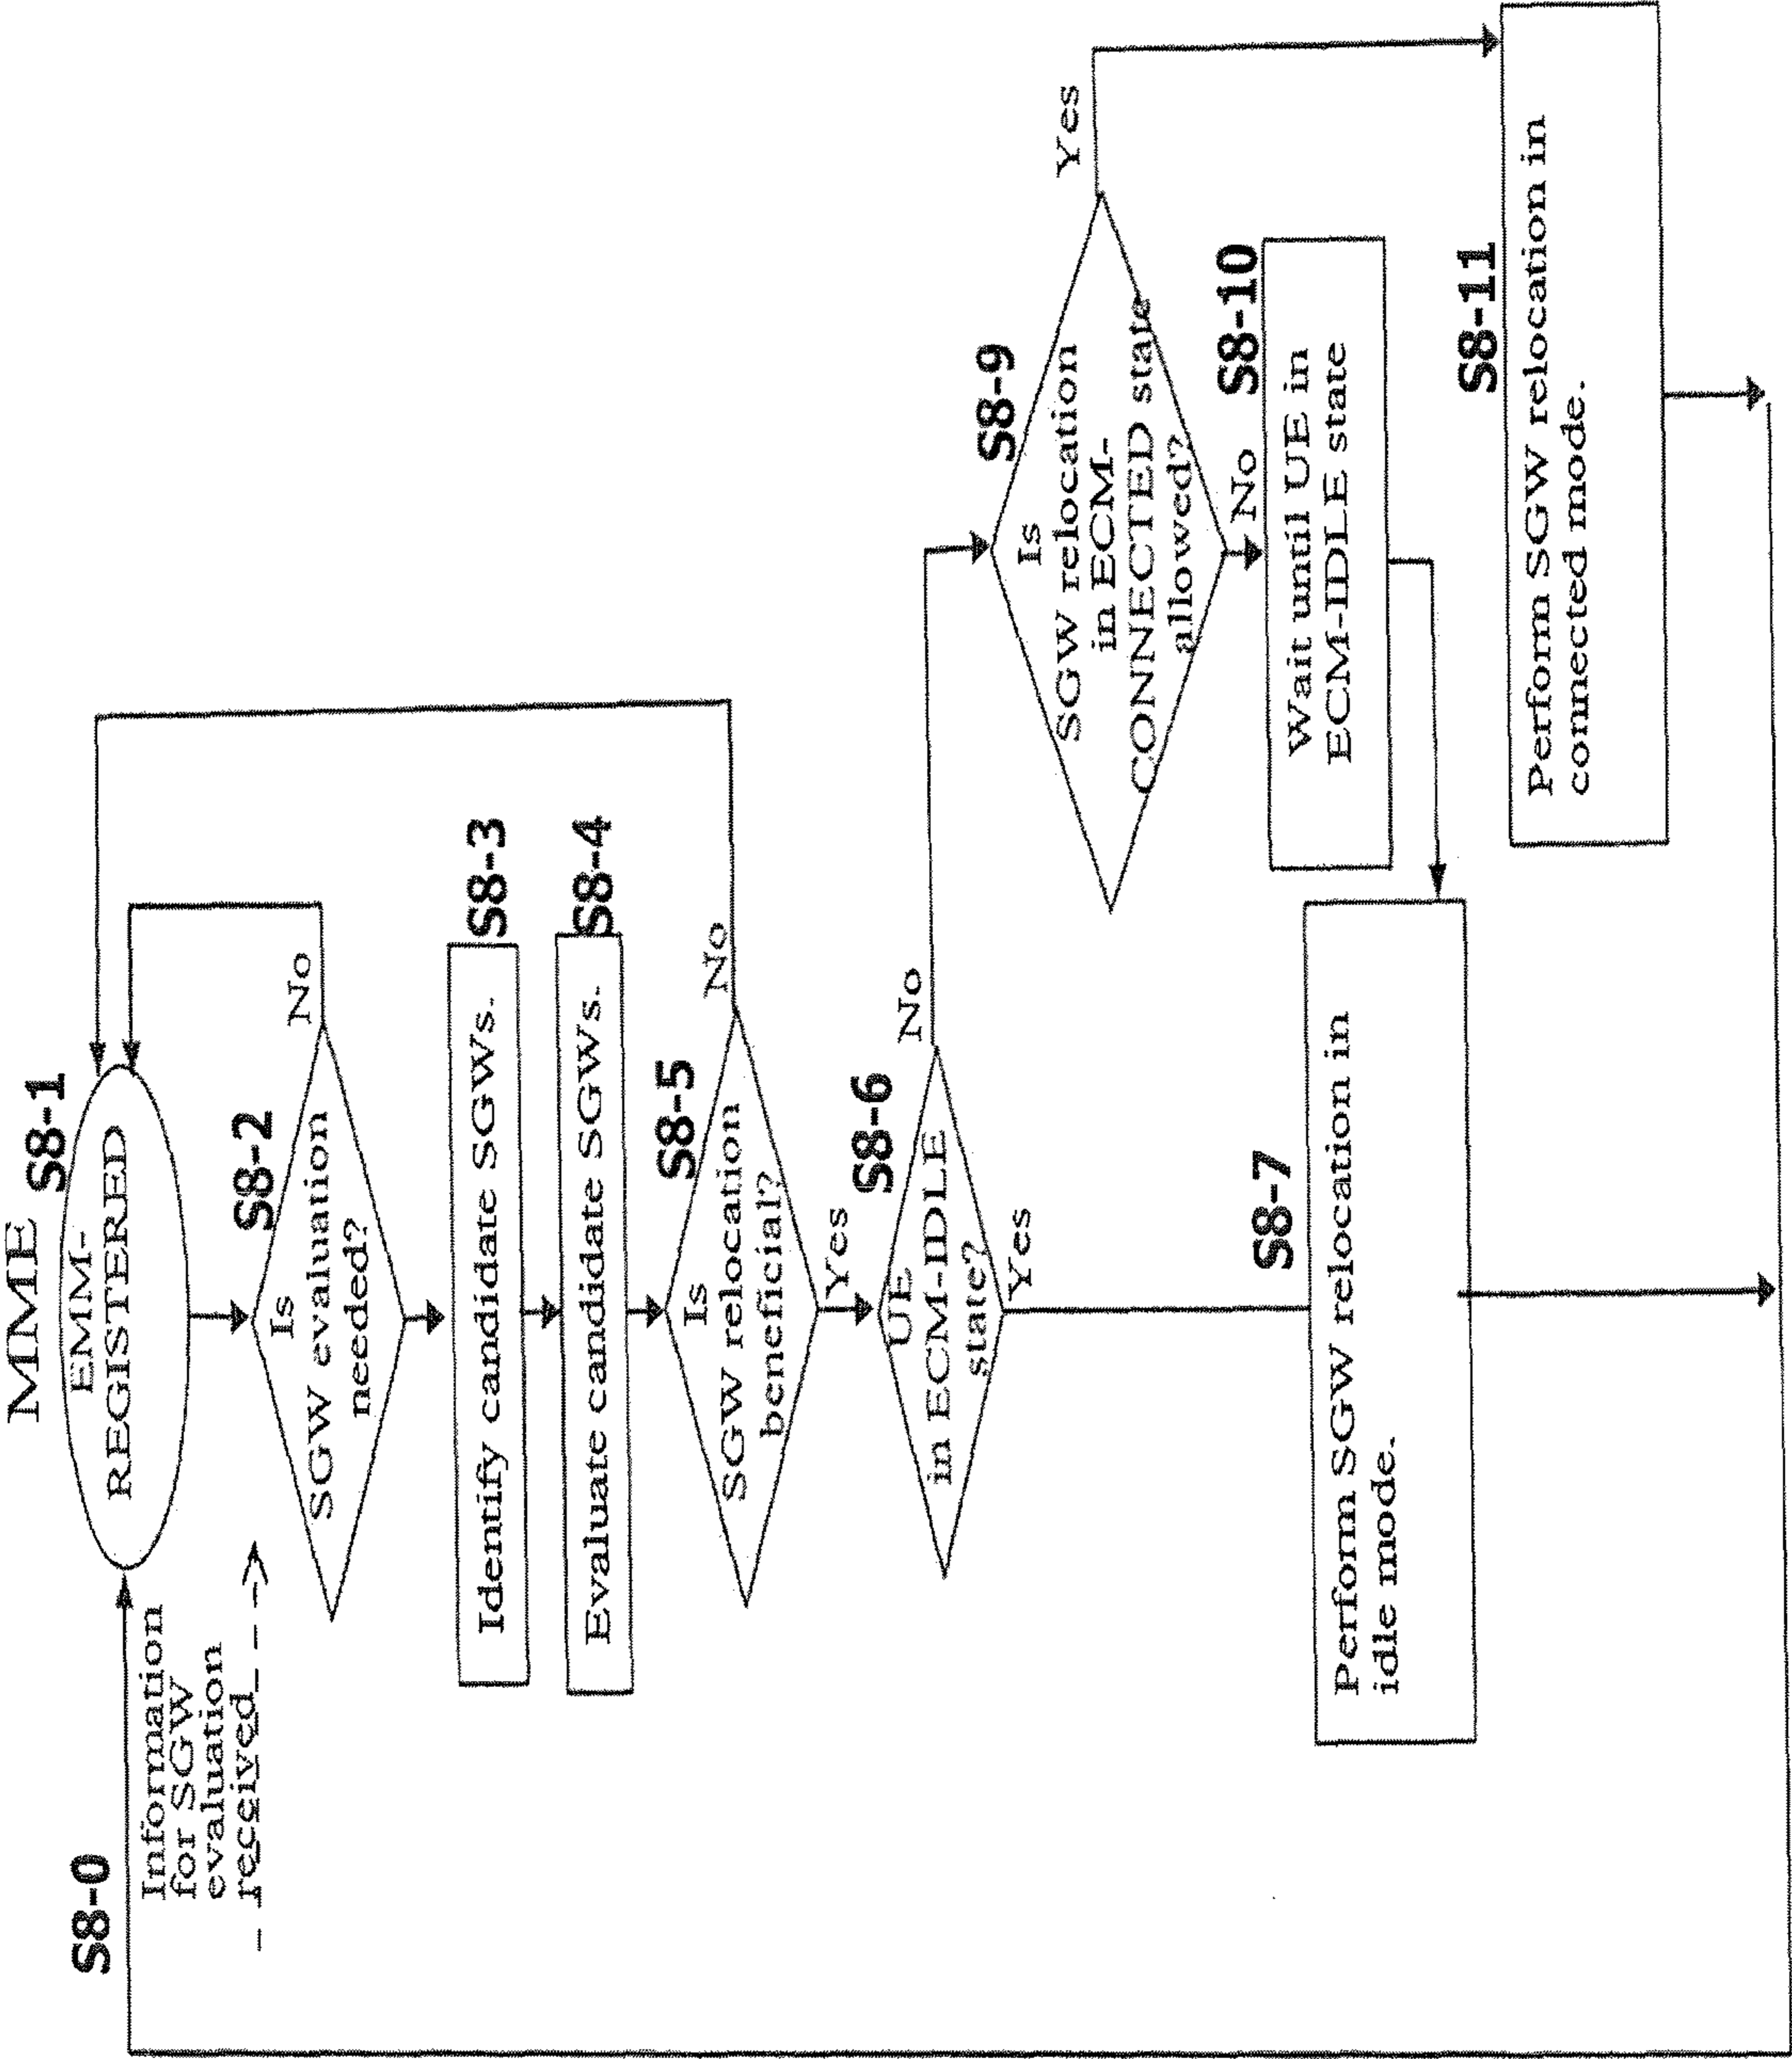 MME
S8-1
EMM-
REGISTERED
S8-0
Information
for SGW
evaluation
received
S8-2
Is
SGW evaluation
needed?
No
S8-3
Identify candidate SGWs.
S8-4
Evaluate candidate SGWs.
S8-5
Is
SGW relocation
beneficial?
No
Yes
S8-6
UE
in ECM-IDLE
state?
No
Yes
S8-7
Perform SGW relocation in
idle mode.
S8-9
Is
SGW relocation
in ECM-
CONNECTED state
allowed?
Yes
No
S8-10
Wait until UE in
ECM-IDLE state
S8-11
Perform SGW relocation in
connected mode.